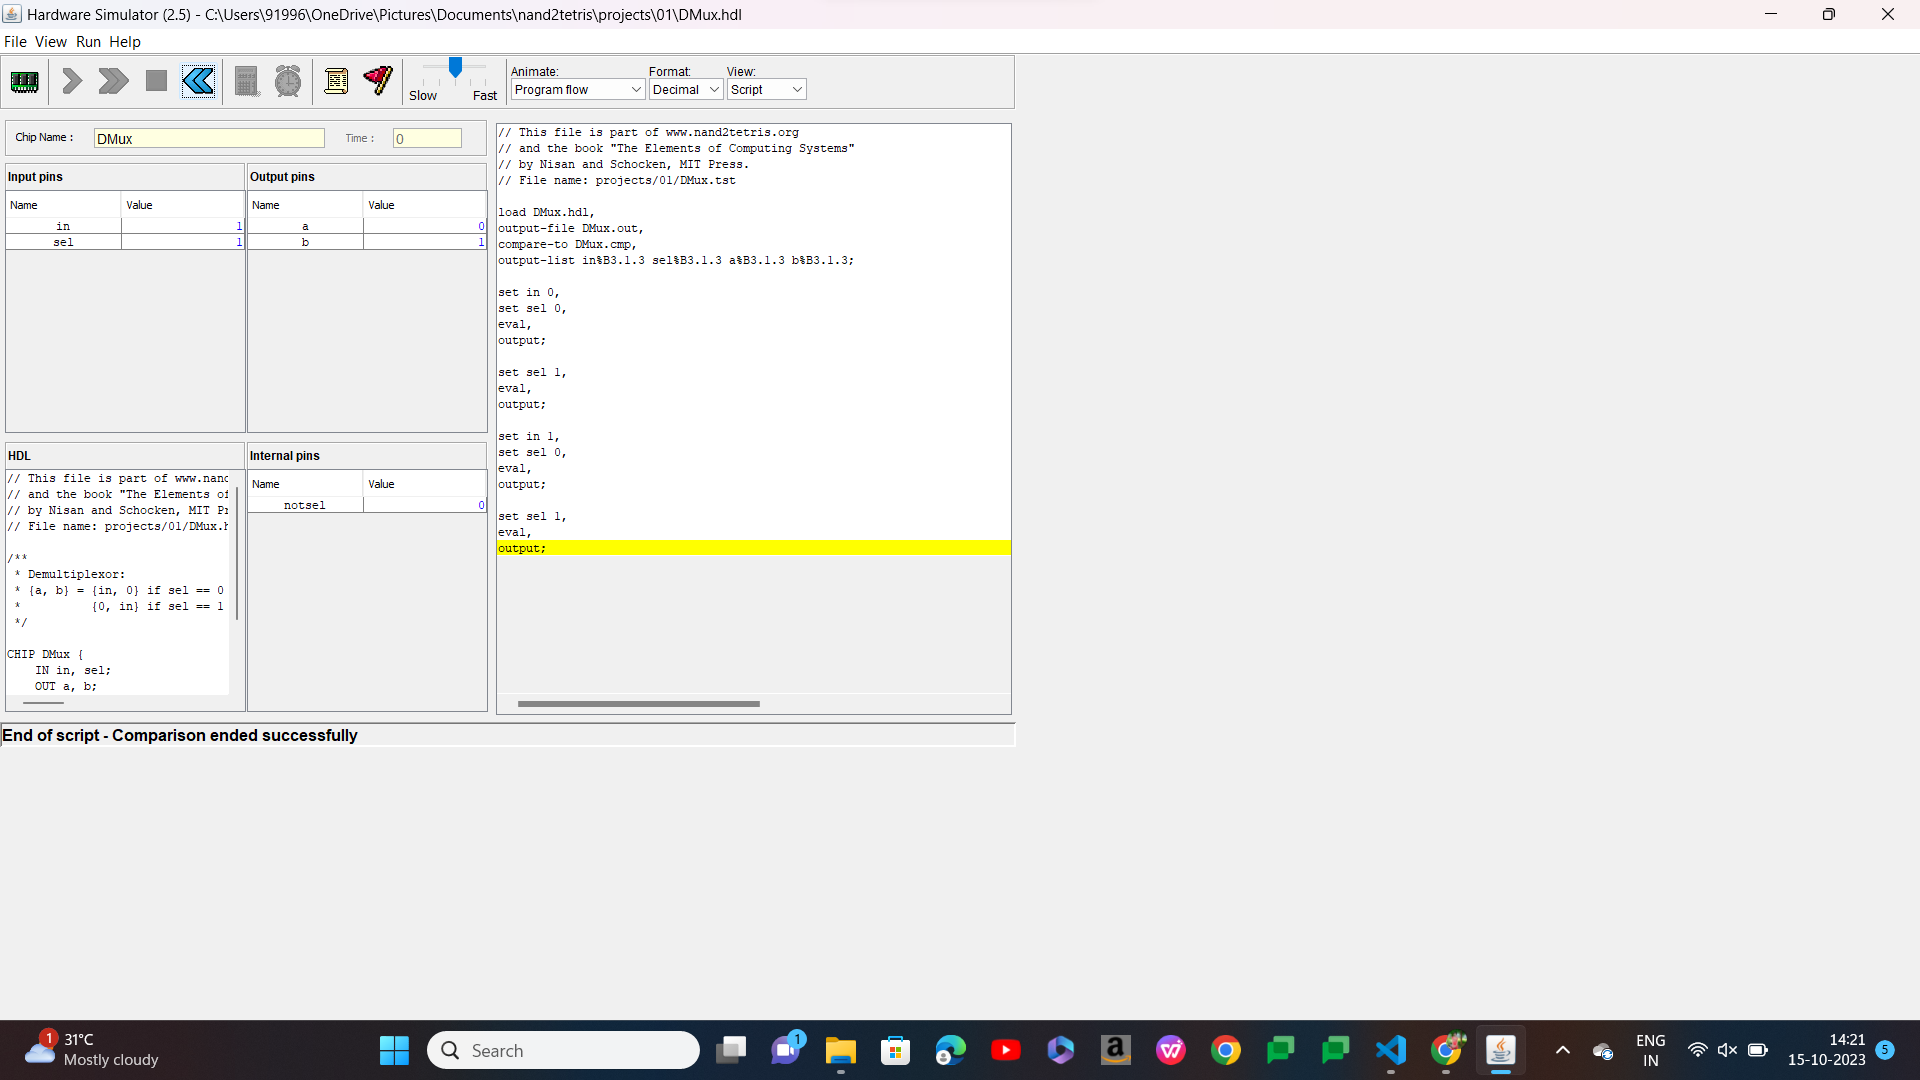 Hardware Simulator (2.5) - C:\Users\91996\OneDrive\Pictures\Documents\nand2tetris\projects\01\DMux.hdl
File View Run Help
Slow Fast
Animate: Format: View:
Program flow Decimal Script
Chip Name : DMux Time : 0
Input pins
Name Value
in 1
sel 1
Output pins
Name Value
a 0
b 1
HDL
// This file is part of www.nand
// and the book "The Elements of
// by Nisan and Schocken, MIT Pr
// File name: projects/01/DMux.h
/**
* Demultiplexor:
* {a, b} = {in, 0} if sel == 0
* {0, in} if sel == 1
*/
CHIP DMux {
IN in, sel;
OUT a, b;
Internal pins
Name Value
notsel 0
// This file is part of www.nand2tetris.org
// and the book "The Elements of Computing Systems"
// by Nisan and Schocken, MIT Press.
// File name: projects/01/DMux.tst
load DMux.hdl,
output-file DMux.out,
compare-to DMux.cmp,
output-list in%B3.1.3 sel%B3.1.3 a%B3.1.3 b%B3.1.3;
set in 0,
set sel 0,
eval,
output;
set sel 1,
eval,
output;
set in 1,
set sel 0,
eval,
output;
set sel 1,
eval,
output;
End of script - Comparison ended successfully
1
31°C
Mostly cloudy
Search
1
ENG
IN
14:21
15-10-2023
5